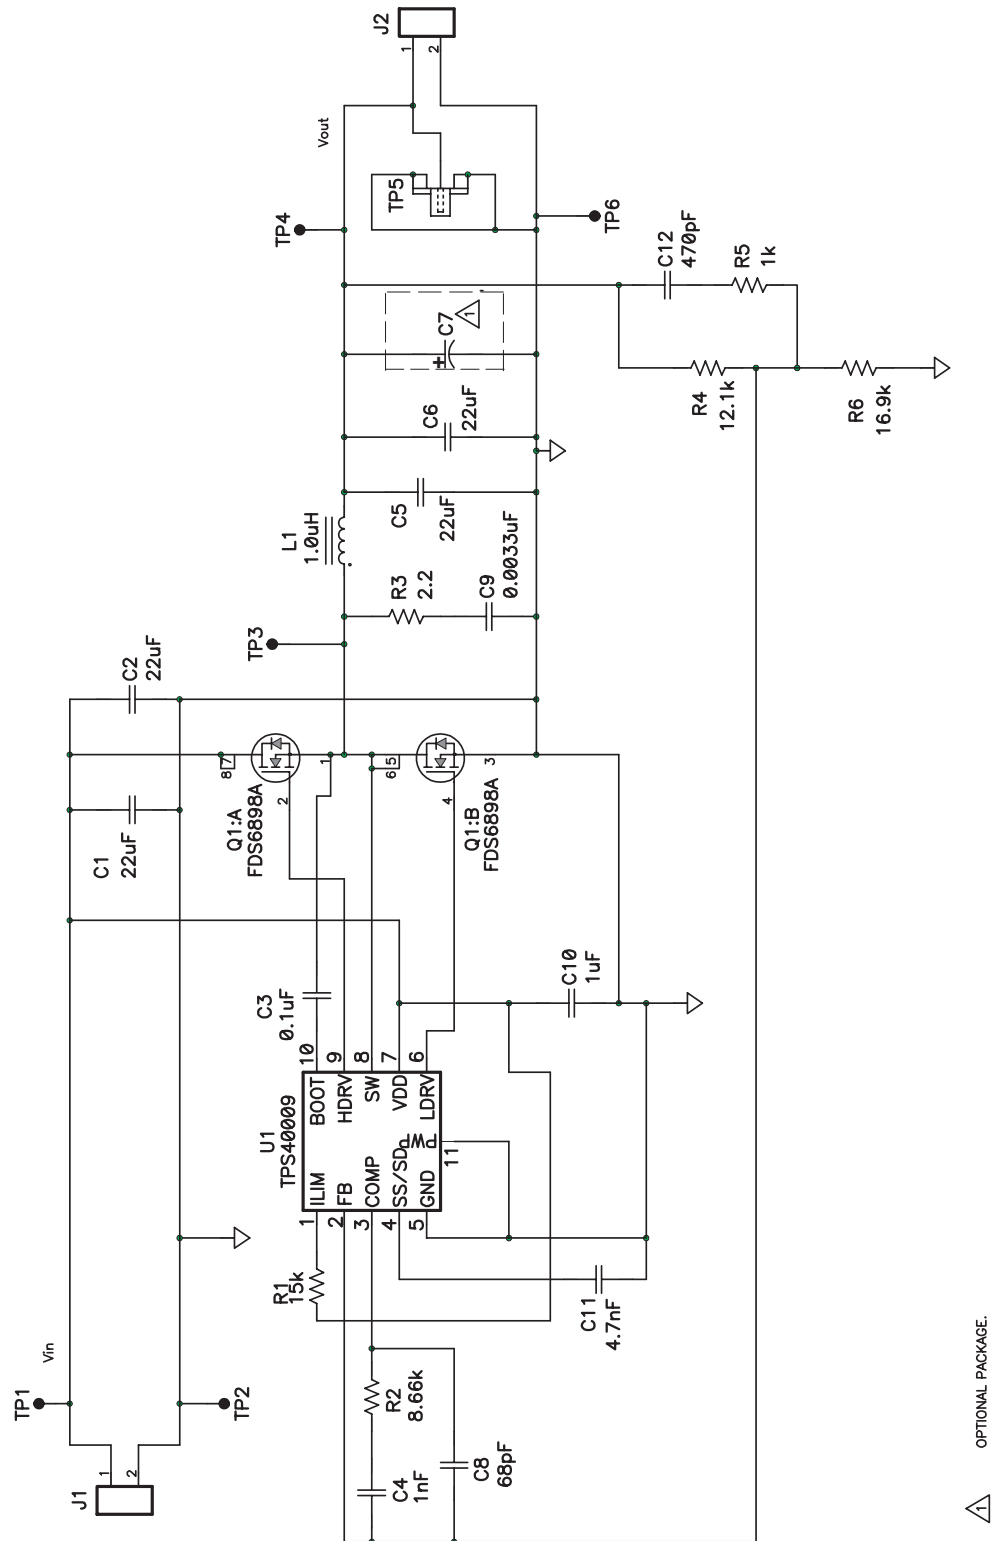 J1
1
2
TP1
Vin
TP2
C1
22uF
C2
22uF
U1
TPS40009
ILIM
FB
COMP
SS/SD
GND
BOOT
HDRV
SW
VDD
LDRV
PWP
1
2
3
4
5
10
9
8
7
6
11
R1
15k
R2
8.66k
C4
1nF
C8
68pF
C11
4.7nF
C3
0.1uF
C10
1uF
Q1:A
FDS6898A
8
7
2
1
Q1:B
FDS6898A
6
5
4
3
TP3
R3
2.2
C9
0.0033uF
L1
1.0uH
C5
22uF
C6
22uF
C7
+
1
TP4
Vout
TP5
TP6
J2
1
2
C12
470pF
R5
1k
R4
12.1k
R6
16.9k
1
OPTIONAL PACKAGE.